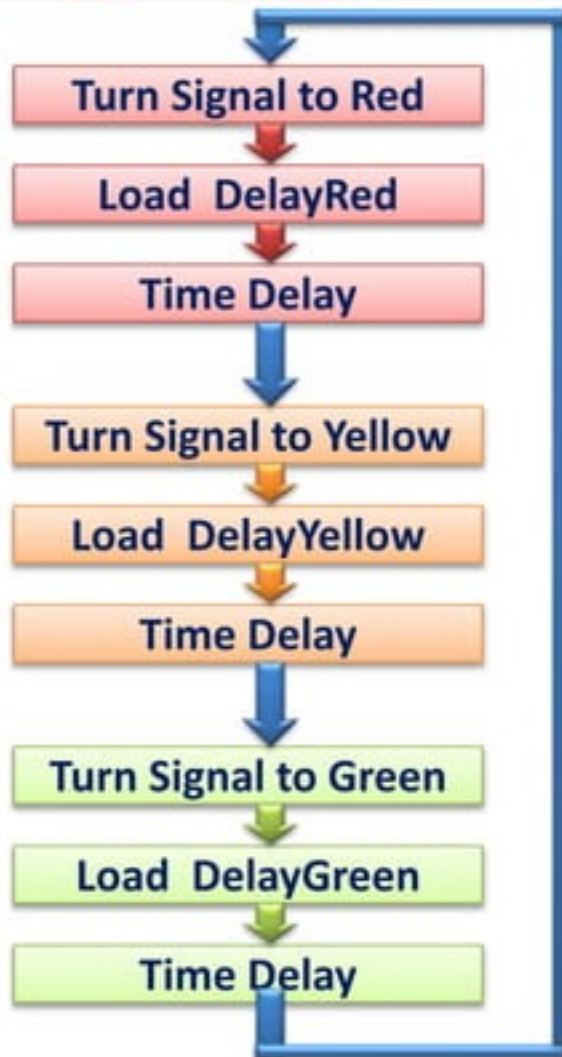 Turn Signal to Red
Load DelayRed
Time Delay
Turn Signal to Yellow
Load DelayYellow
Time Delay
Turn Signal to Green
Load DelayGreen
Time Delay